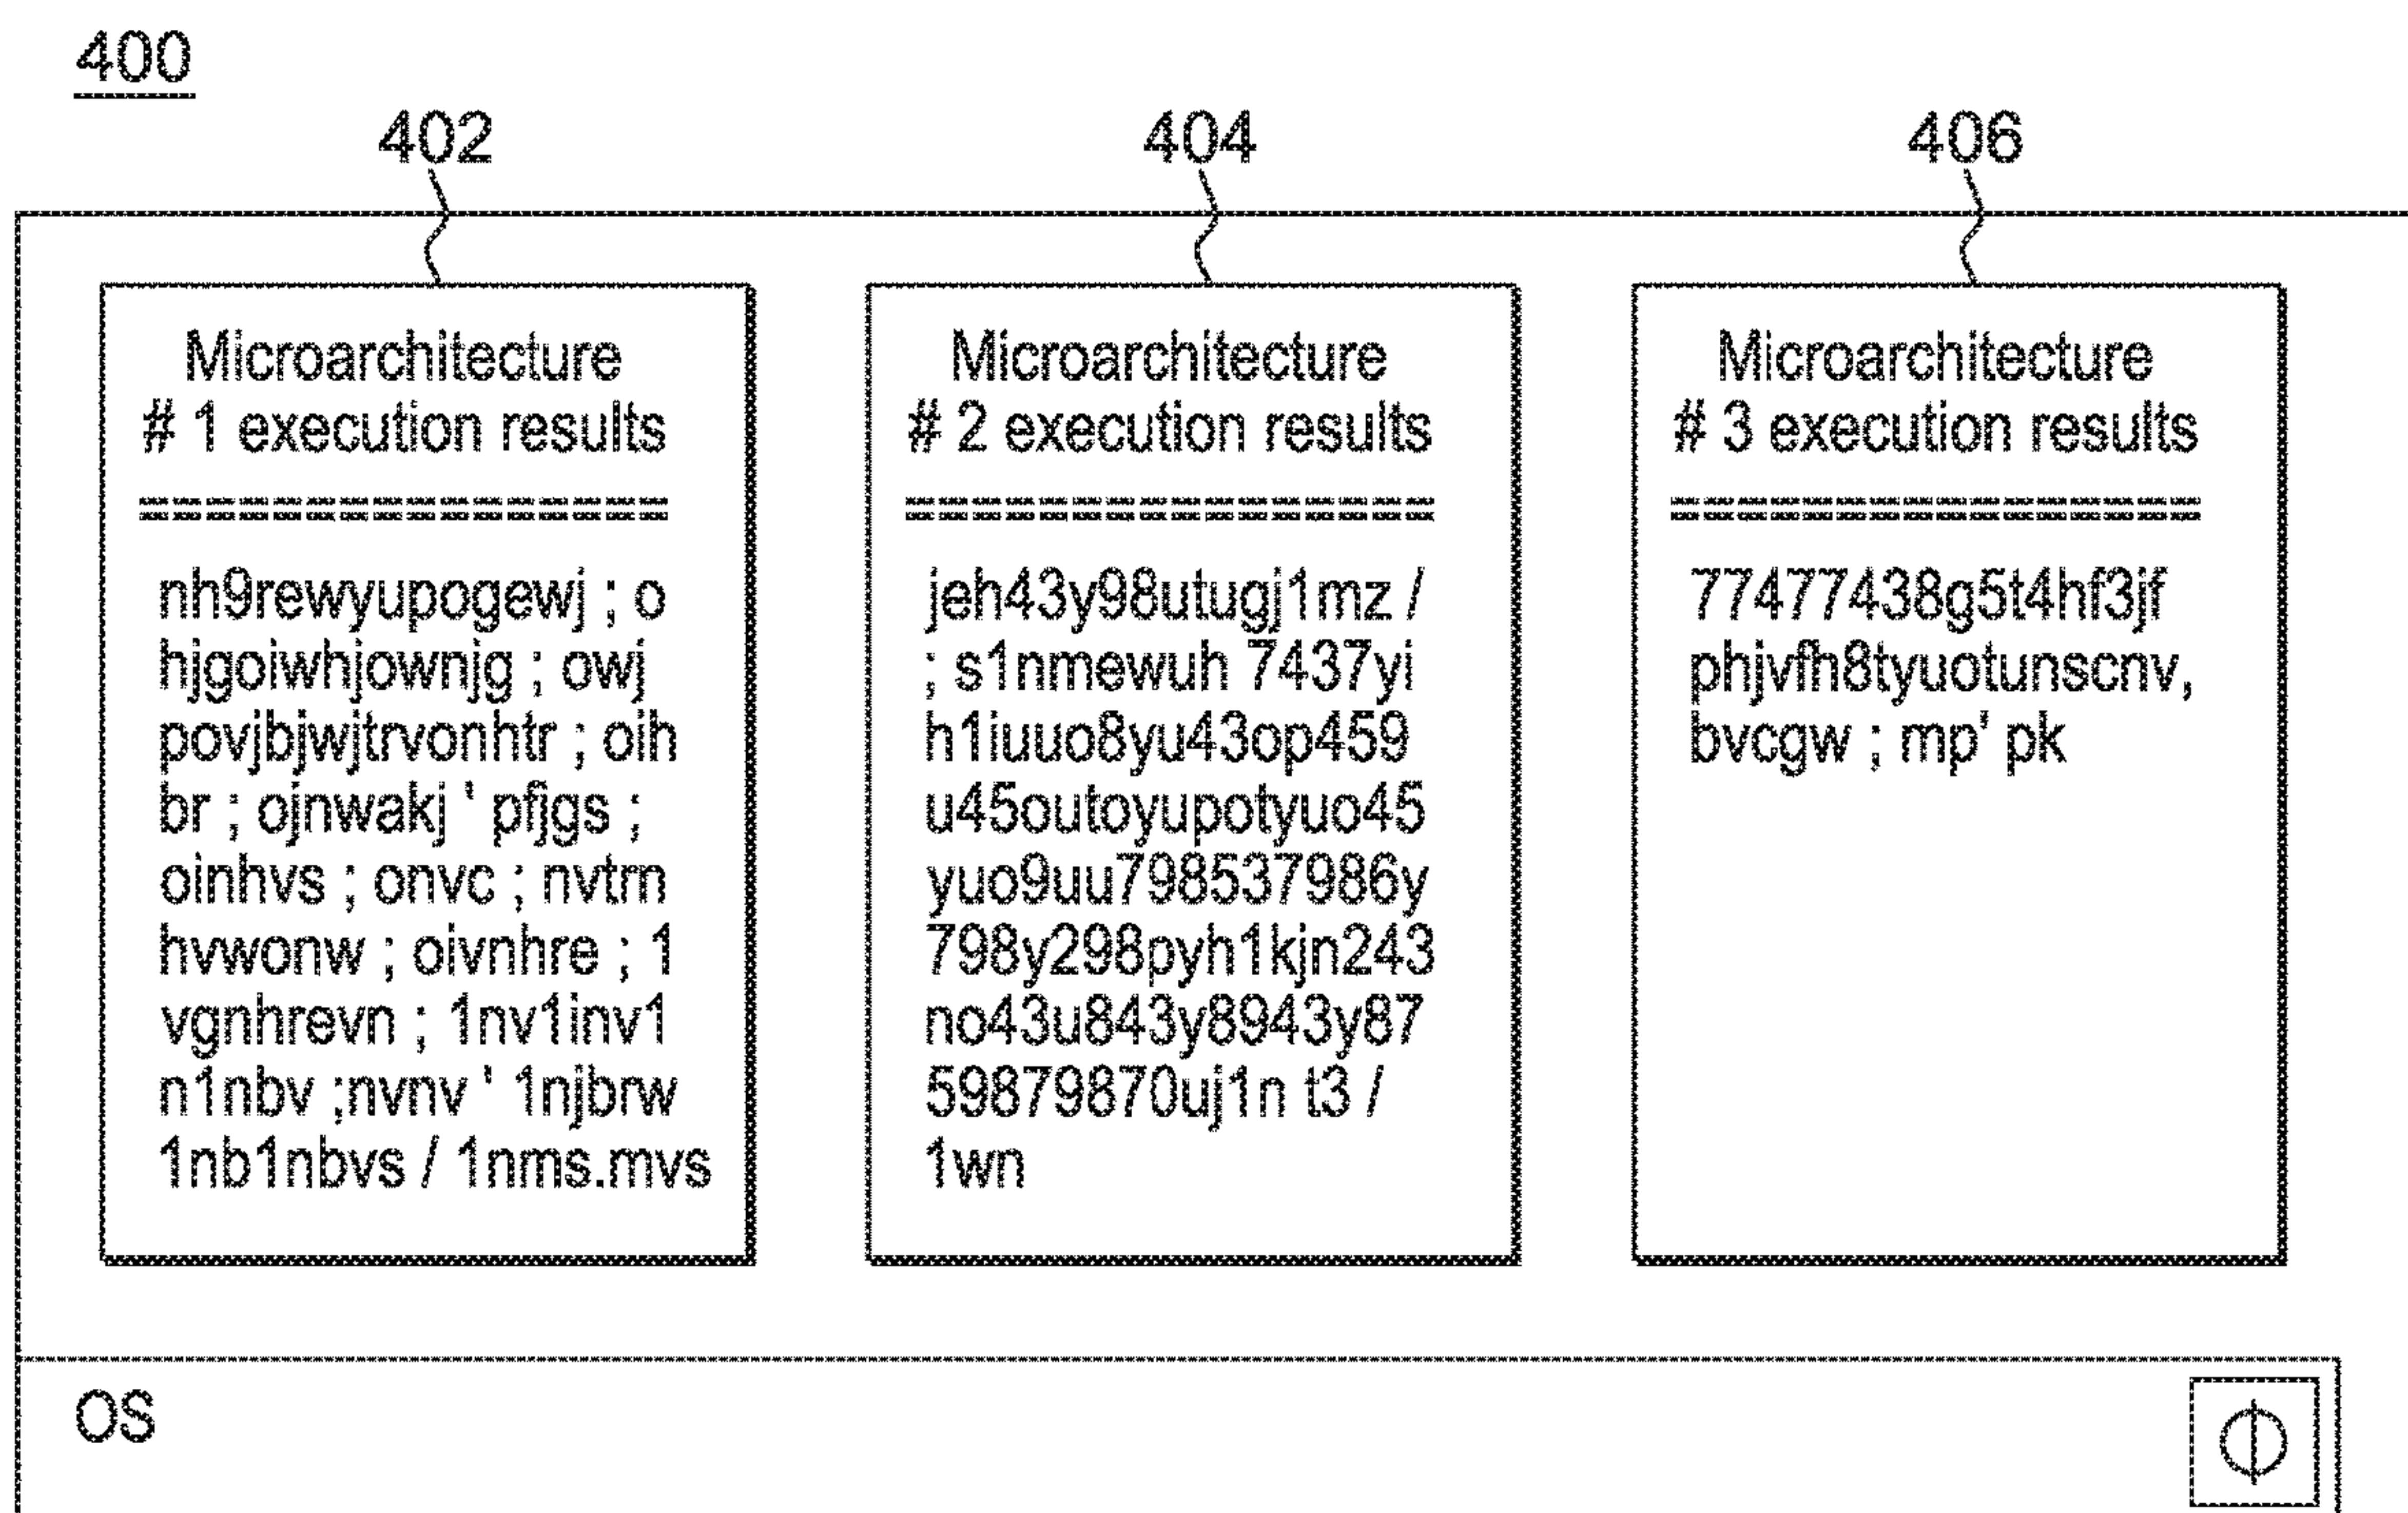 400
402
404
406
Microarchitecture
# 1 execution results
==================
nh9rewyupogewj ; o
hjgoiwhjownjg ; owj
povjbjwjtrvonhtr ; oih
br ; ojnwakj ' pfjgs ;
oinhvs ; onvc ; nvtm
hvwonw ; oivnhre ; 1
vgnhrevn ; 1nv1inv1
n1nbv ;nvnv ' 1njbrw
1nb1nbvs / 1nms.mvs
Microarchitecture
# 2 execution results
==================
jeh43y98utugj1mz /
; s1nmewuh 7437yi
h1iuuo8yu43op459
u45outoyupotyuo45
yuo9uu798537986y
798y298pyh1kjn243
no43u843y8943y87
59879870uj1n t3 /
1wn
Microarchitecture
# 3 execution results
==================
77477438g5t4hf3jf
phjvfh8tyuotunscnv,
bvcgw ; mp' pk
OS